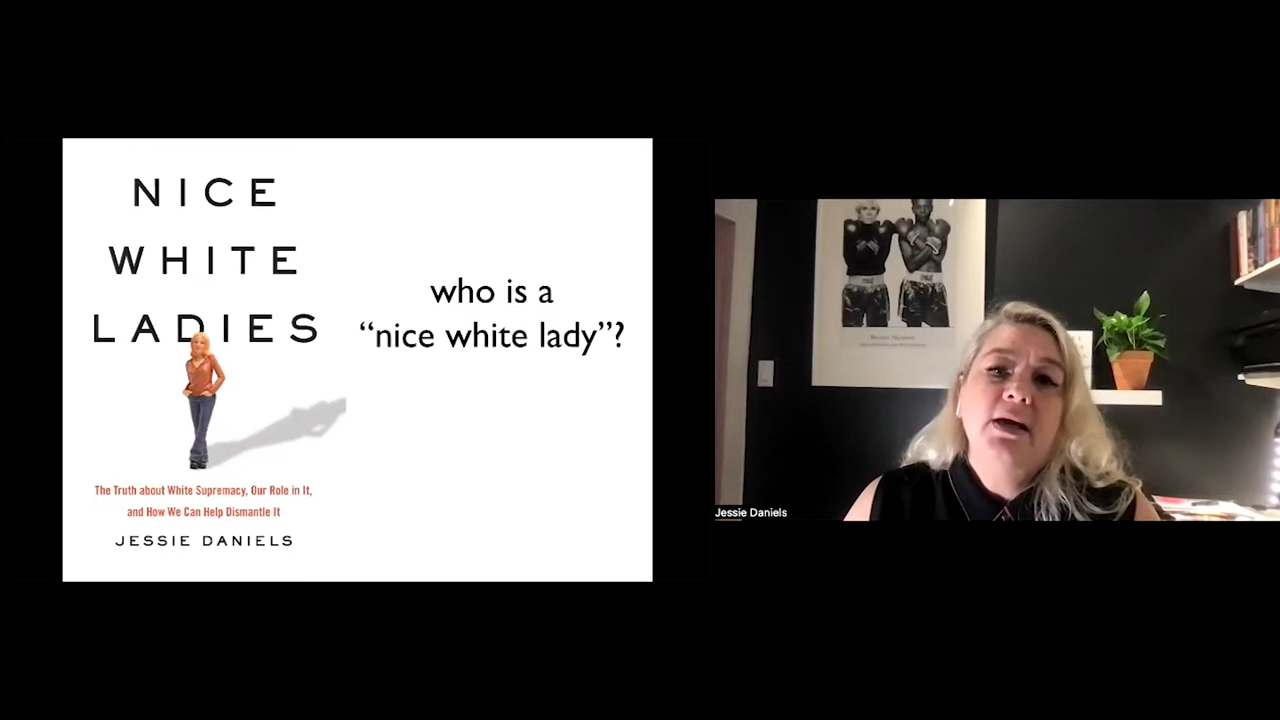 NICE
WHITE
LADIES
The Truth about White Supremacy, Our Role in It,
and How We Can Help Dismantle It
JESSIE DANIELS
who is a
“nice white lady”?
Jessie Daniels